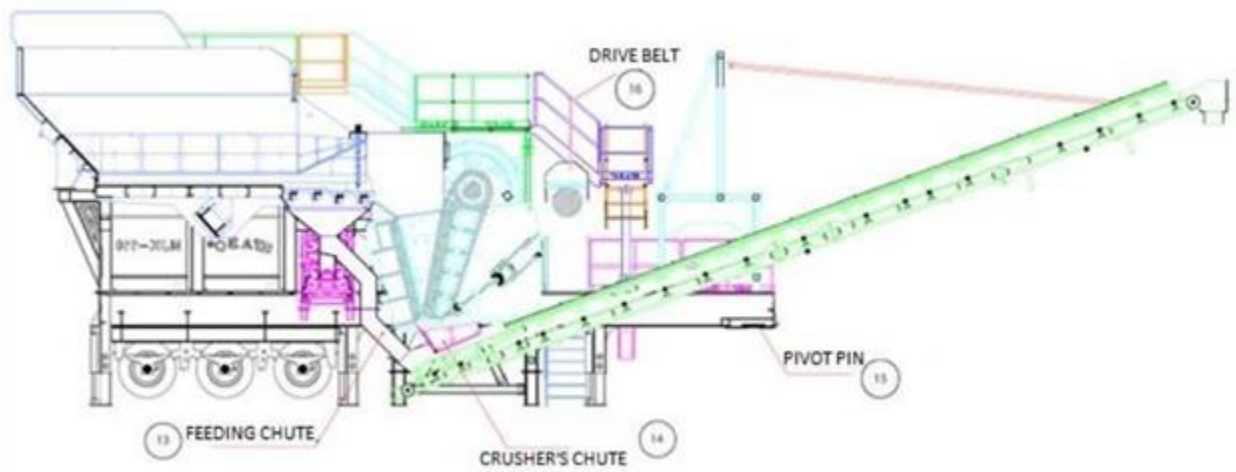 DRIVE BELT
16
PIVOT PIN
15
13
FEEDING CHUTE
14
CRUSHER'S CHUTE